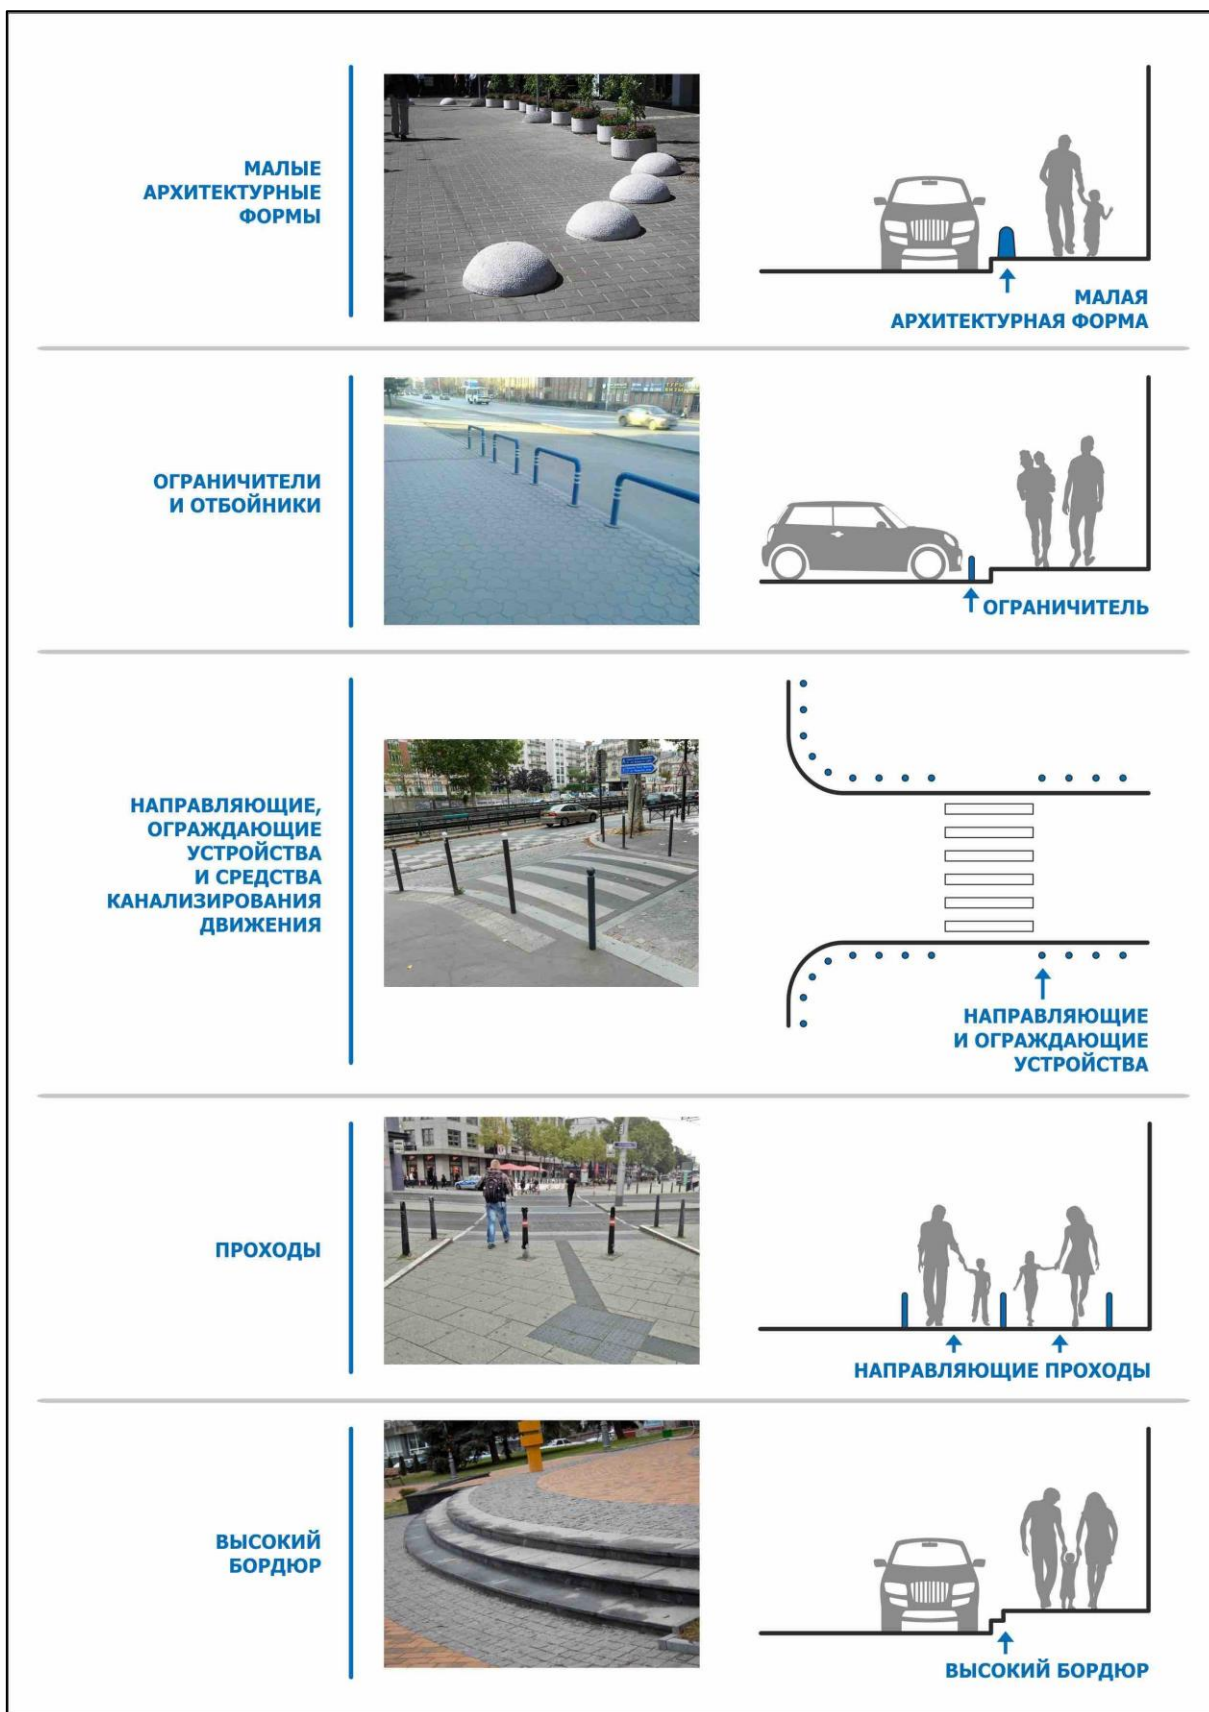 МАЛЫЕ
АРХИТЕКТУРНЫЕ
ФОРМЫ
МАЛАЯ
АРХИТЕКТУРНАЯ ФОРМА
ОГРАНИЧИТЕЛИ
И ОТБОЙНИКИ
ОГРАНИЧИТЕЛЬ
НАПРАВЛЯЮЩИЕ,
ОГРАЖДАЮЩИЕ
УСТРОЙСТВА
И СРЕДСТВА
КАНАЛИЗИРОВАНИЯ
ДВИЖЕНИЯ
НАПРАВЛЯЮЩИЕ
И ОГРАЖДАЮЩИЕ
УСТРОЙСТВА
ПРОХОДЫ
НАПРАВЛЯЮЩИЕ ПРОХОДЫ
ВЫСОКИЙ
БОРДЮР
ВЫСОКИЙ БОРДЮР